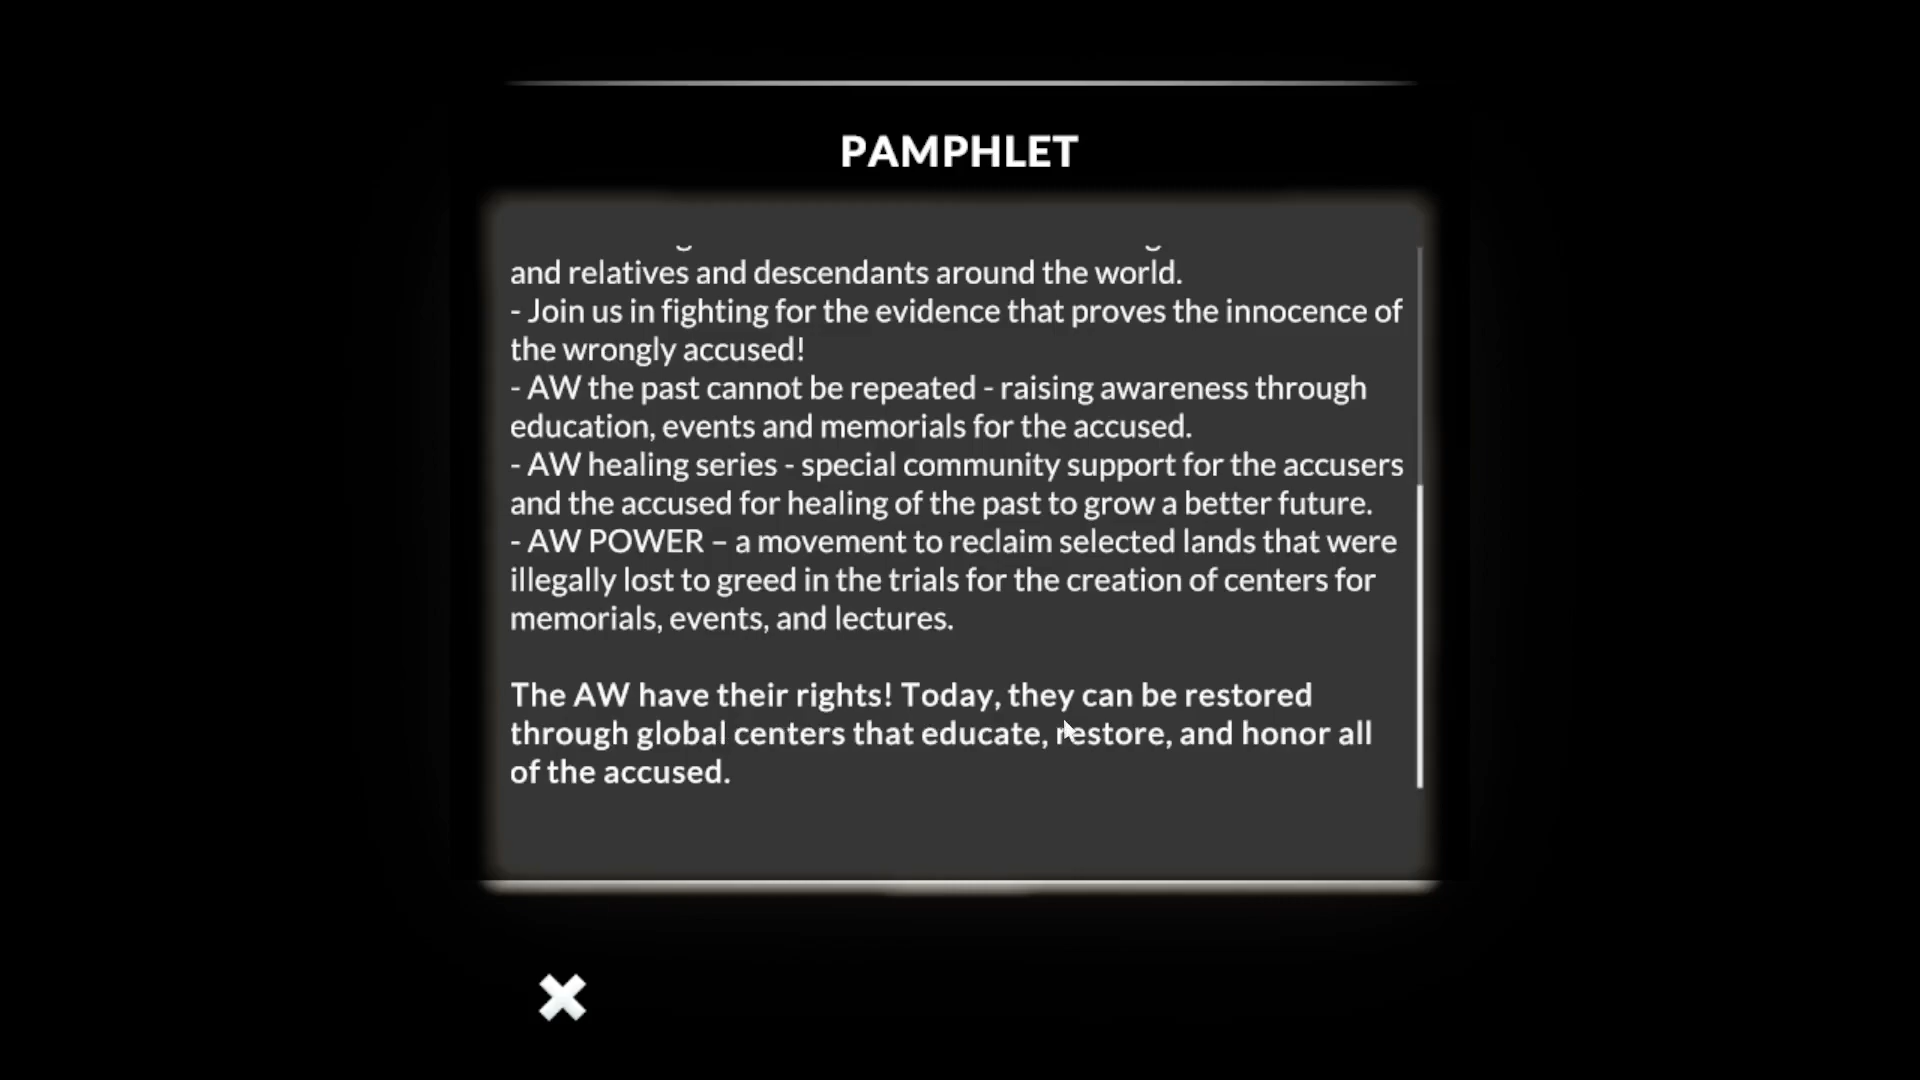 PAMPHLET
and relatives and descendants around the world.
- Join us in fighting for the evidence that proves the innocence of
the wrongly accused!
- AW the past cannot be repeated - raising awareness through
education, events and memorials for the accused.
- AW healing series - special community support for the accusers
and the accused for healing of the past to grow a better future.
- AW POWER – a movement to reclaim selected lands that were
illegally lost to greed in the trials for the creation of centers for
memorials, events, and lectures.
The AW have their rights! Today, they can be restored
through global centers that educate, restore, and honor all
of the accused.